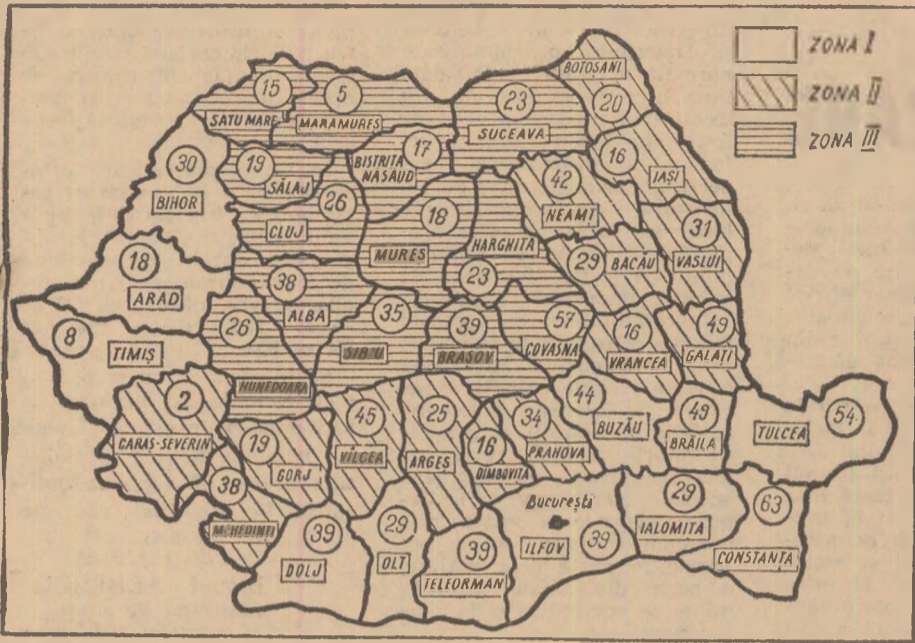 ZONA I
ZONA II
ZONA III
BOTOȘANI
20
15
SATU MARE
5
MARAMUREȘ
23
SUCEAVA
30
BIHOR
19
SĂLAJ
BISTRIȚA
NĂSĂUD
17
16
IAȘI
42
NEAMȚ
26
CLUJ
18
MUREȘ
HARGHITA
23
29
BACĂU
31
VASLUI
18
ARAD
38
ALBA
8
TIMIȘ
26
HUNEDOARA
35
SIBIU
39
BRAȘOV
57
COVASNA
16
VRANCEA
49
GALAȚI
2
CARAȘ-SEVERIN
19
GORJ
45
VÎLCEA
25
ARGEȘ
16
DIMBOVIȚA
34
PRAHOVA
44
BUZĂU
49
BRĂILA
TULCEA
54
38
MEHEDINȚI
39
DOLJ
29
OLT
39
TELEORMAN
București
ILFOV
39
29
IALOMIȚA
63
CONSTANȚA